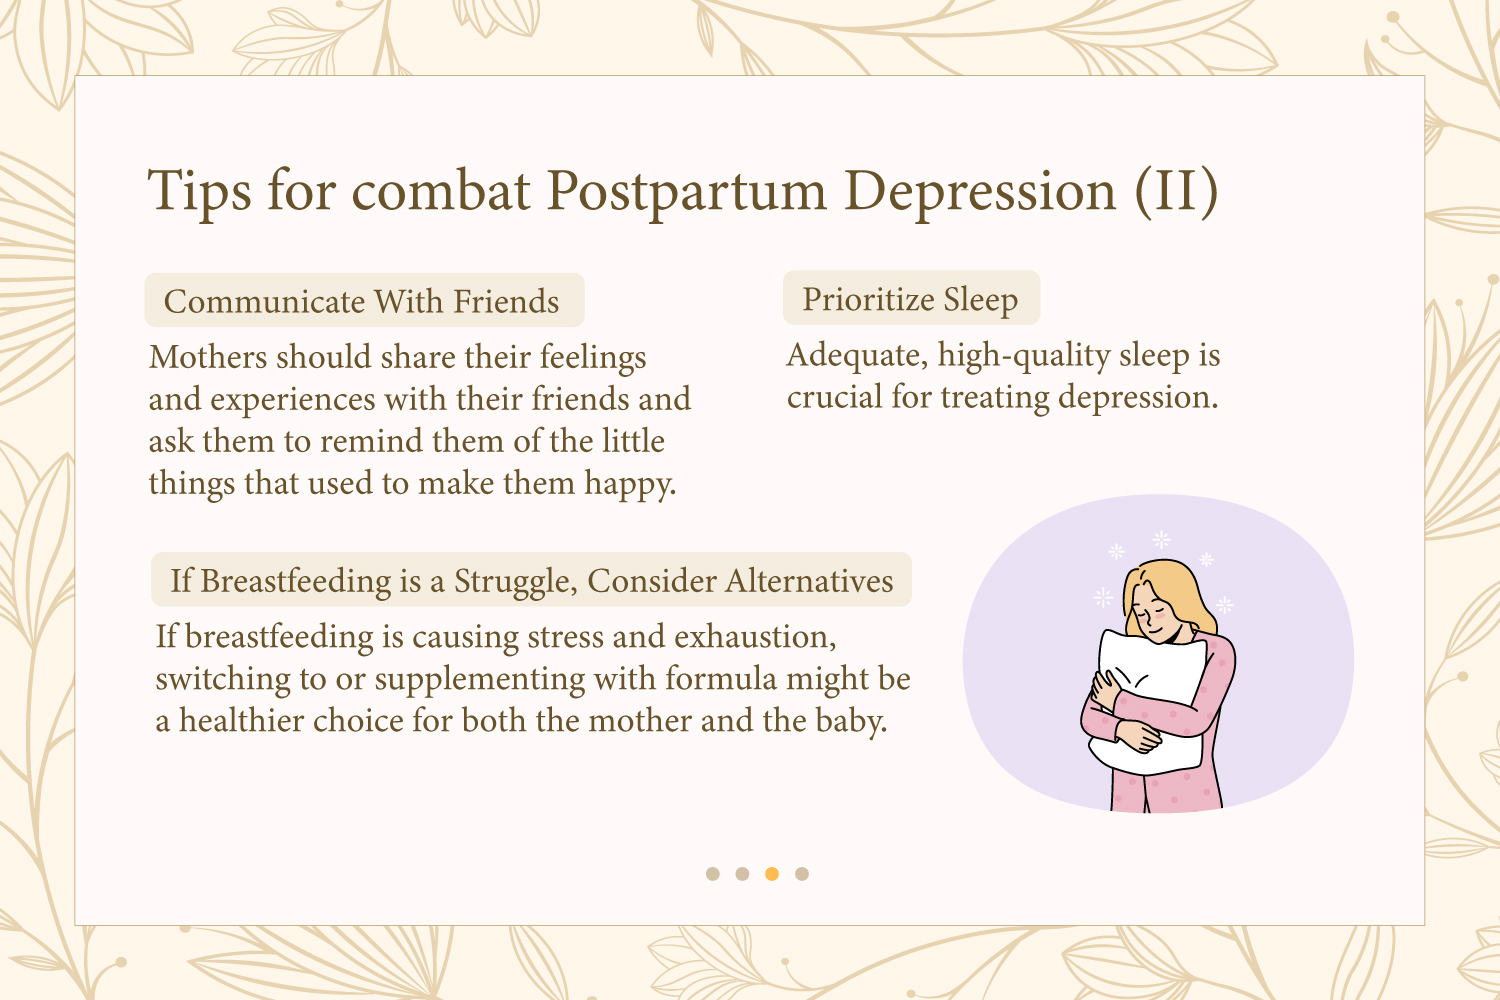 Tips for combat Postpartum Depression (II)
Communicate With Friends
Mothers should share their feelings
and experiences with their friends and
ask them to remind them of the little
things that used to make them happy.
Prioritize Sleep
Adequate, high-quality sleep is
crucial for treating depression.
If Breastfeeding is a Struggle, Consider Alternatives
If breastfeeding is causing stress and exhaustion,
switching to or supplementing with formula might be
a healthier choice for both the mother and the baby.